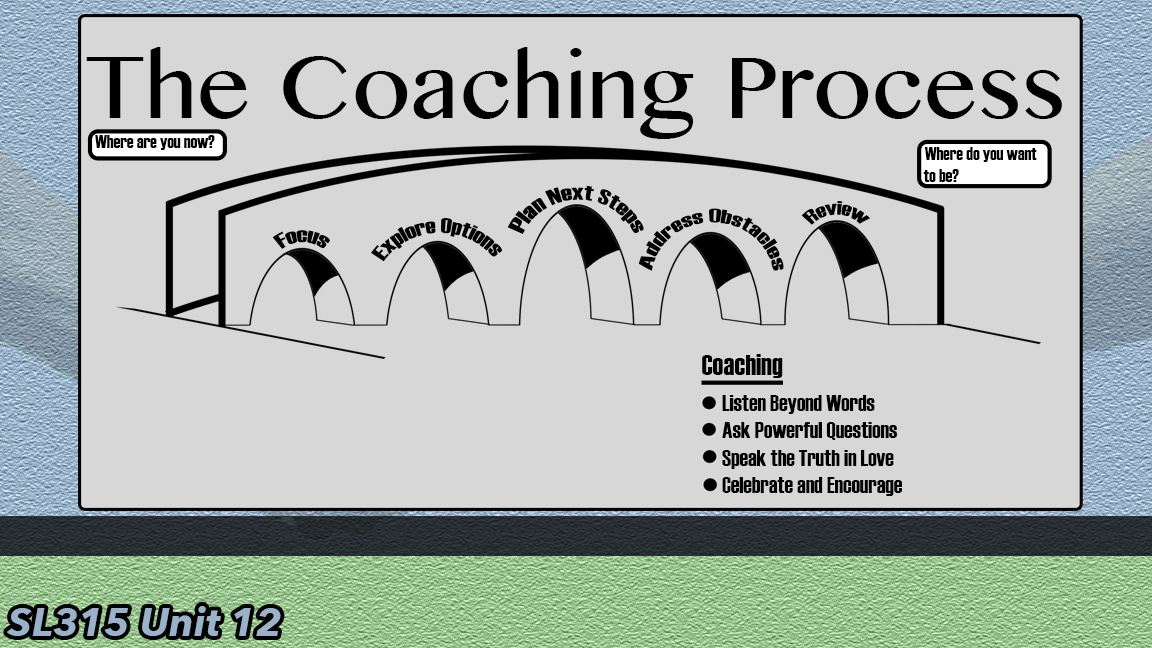 The Coaching Process
Where are you now?
Where do you want
to be?
Focus
Explore Options
Plan Next Steps
Address Obstacles
Review
Coaching
● Listen Beyond Words
● Ask Powerful Questions
● Speak the Truth in Love
● Celebrate and Encourage
SL315 Unit 12